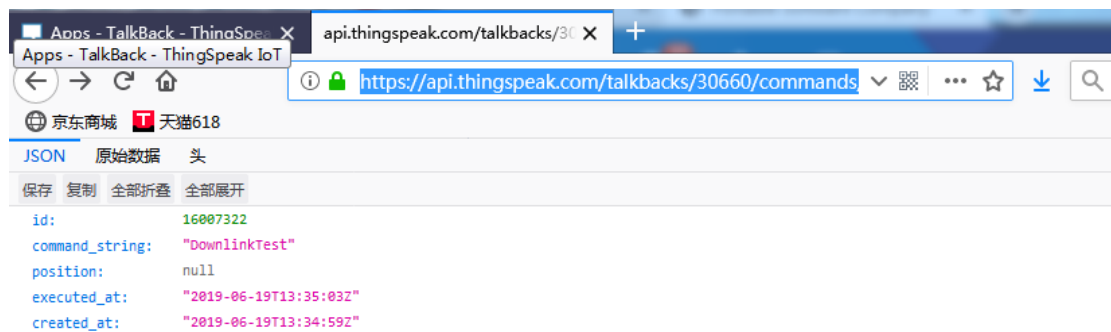 Apps - TalkBack - ThingSpea
api.thingspeak.com/talkbacks/30
Apps - TalkBack - ThingSpeak IoT
https://api.thingspeak.com/talkbacks/30660/commands
京东商城 T 天猫618
JSON 原始数据 头
保存 复制 全部折叠 全部展开
id: 16007322
command_string: "DownlinkTest"
position: null
executed_at: "2019-06-19T13:35:03Z"
created_at: "2019-06-19T13:34:59Z"